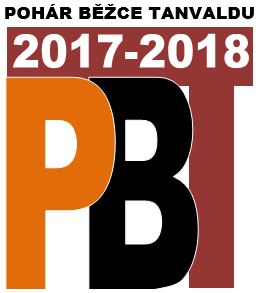 POHÁR BĚŽCE TANVALDU
2017-2018
PBT